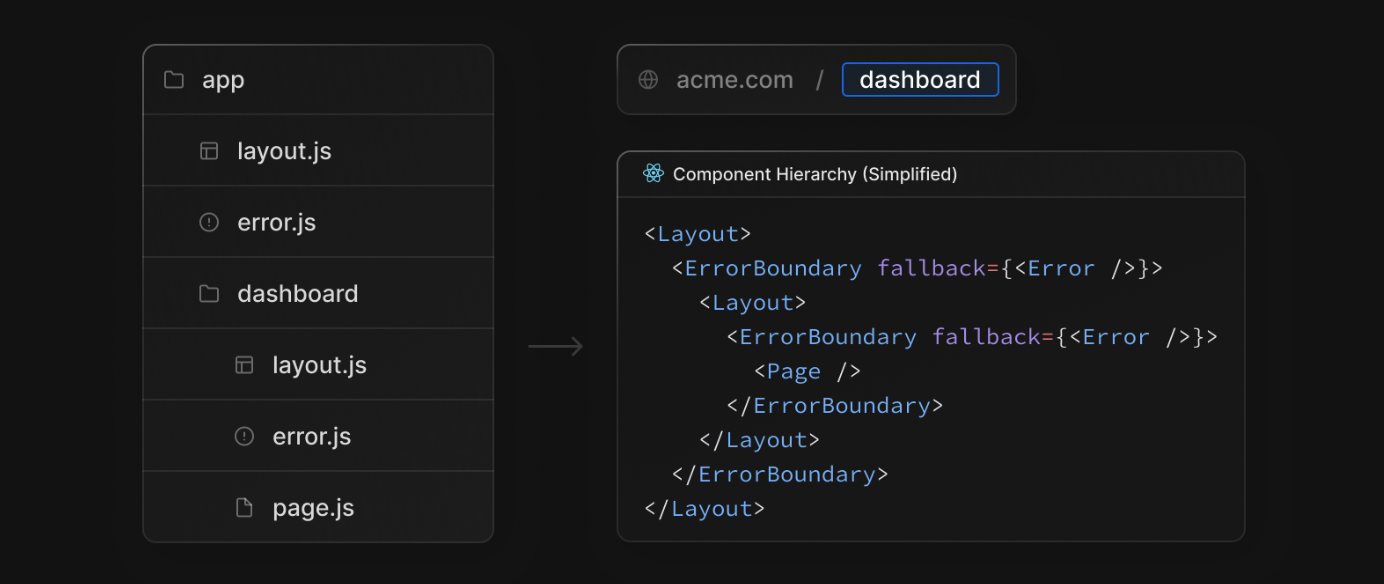 app
layout.js
error.js
dashboard
layout.js
error.js
page.js
acme.com / dashboard
Component Hierarchy (Simplified)
<Layout>
<ErrorBoundary fallback={<Error />}>
<Layout>
<ErrorBoundary fallback={<Error />}>
<Page />
</ErrorBoundary>
</Layout>
</ErrorBoundary>
</Layout>